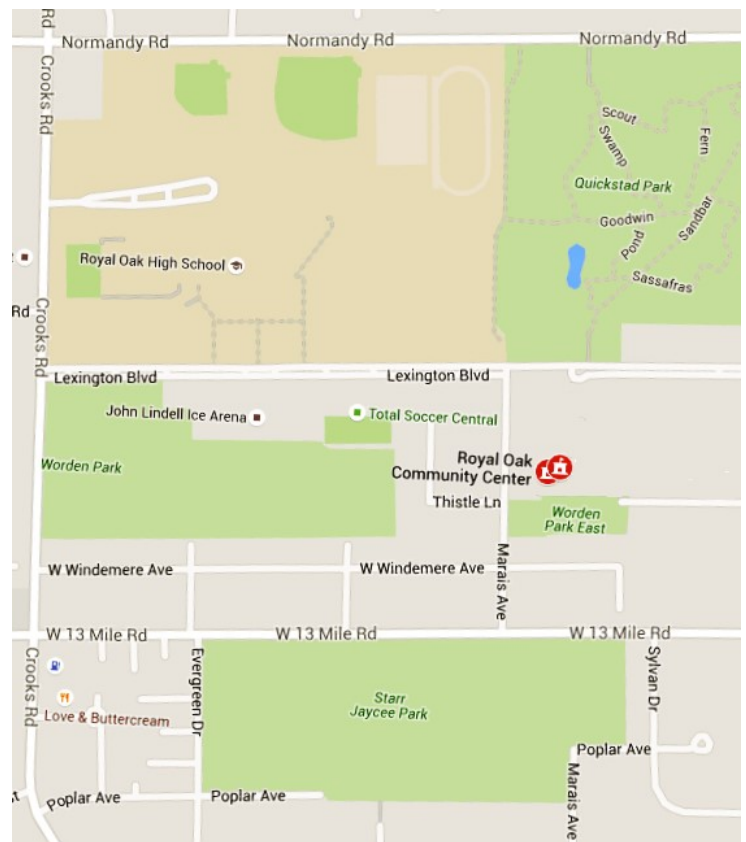 Rd
Normandy Rd
Normandy Rd
Normandy Rd
Crooks Rd
Scout
Swamp
Fern
Quickstad Park
Goodwin
Sandbar
Pond
Royal Oak High School
Sassafras
Rd
Crooks Rd
Lexington Blvd
Lexington Blvd
John Lindell Ice Arena
Total Soccer Central
Worden Park
Royal Oak
Community Center
Thistle Ln
Worden
Park East
Marais Ave
W Windemere Ave
W Windemere Ave
W 13 Mile Rd
W 13 Mile Rd
W 13 Mile Rd
Crooks Rd
Evergreen Dr
Sylvan Dr
Starr
Jaycee Park
Love & Buttercream
Poplar Ave
Marais Ave
Poplar Ave
Poplar Ave